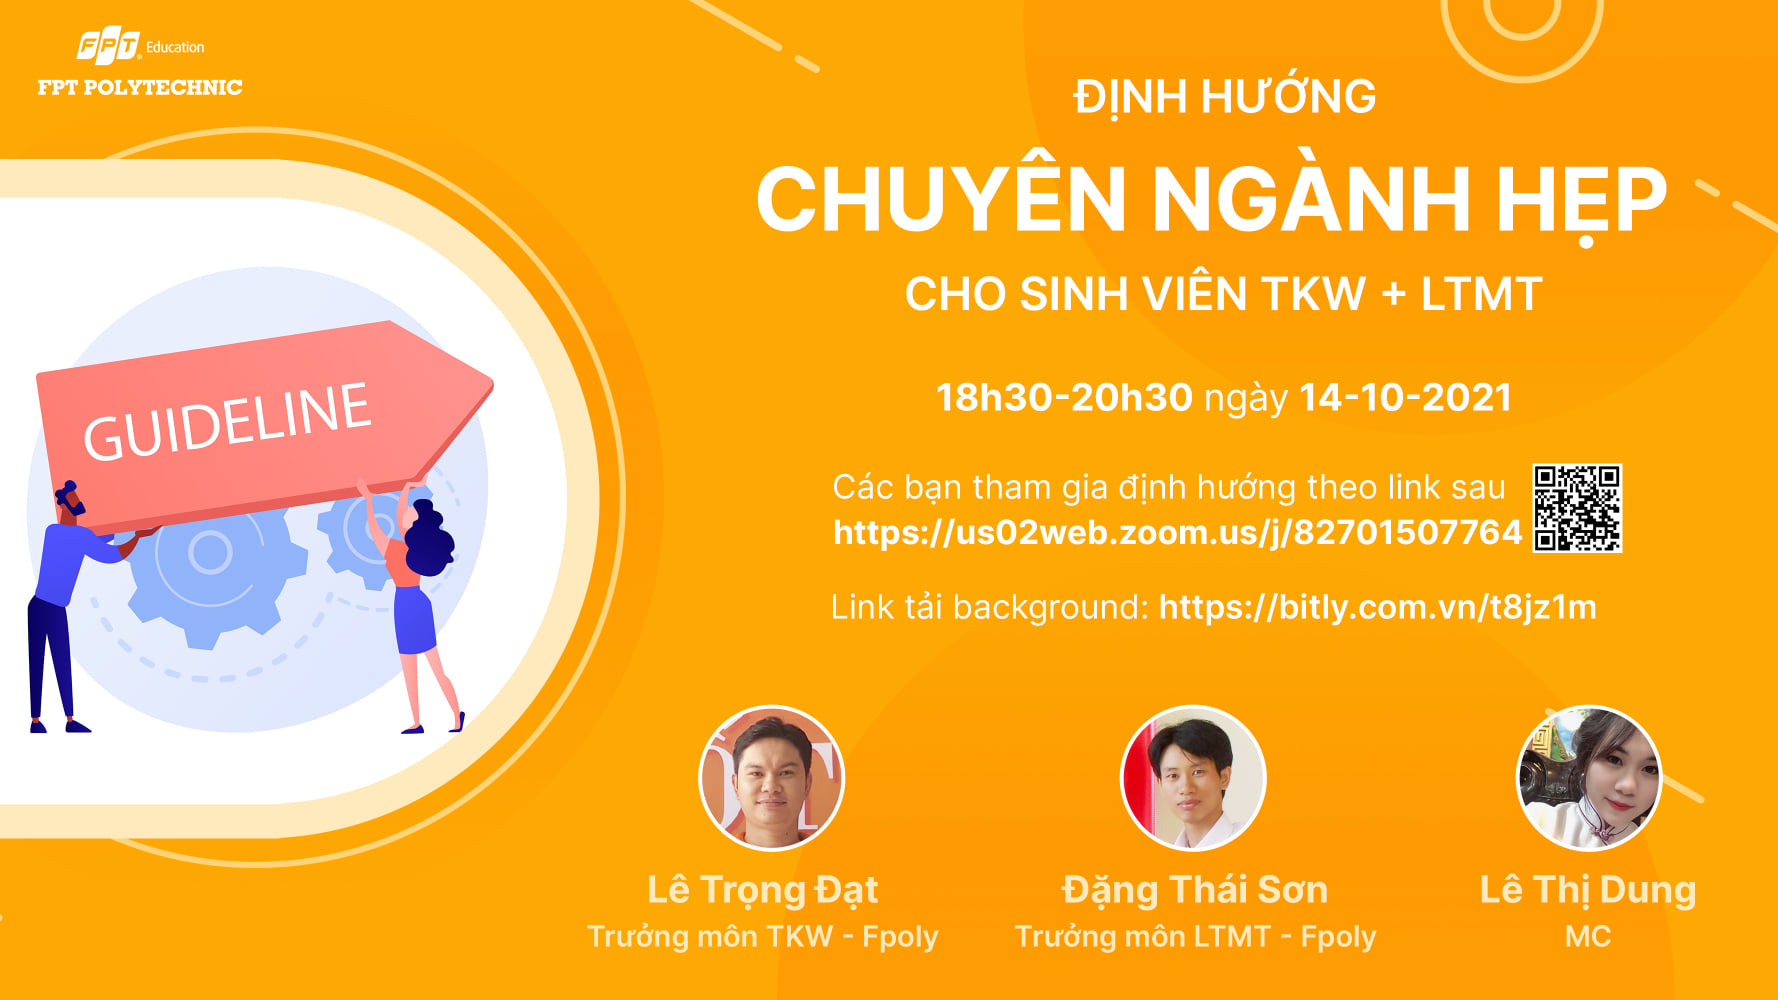 FPT Education
FPT POLYTECHNIC
ĐỊNH HƯỚNG
CHUYÊN NGÀNH HẸP
CHO SINH VIÊN TKW + LTMT
18h30-20h30 ngày 14-10-2021
Các bạn tham gia định hướng theo link sau
https://us02web.zoom.us/j/82701507764
Link tải background: https://bitly.com.vn/t8jz1m
GUIDELINE
Lê Trọng Đạt
Trưởng môn TKW - Fpoly
Đặng Thái Sơn
Trưởng môn LTMT - Fpoly
Lê Thị Dung
MC